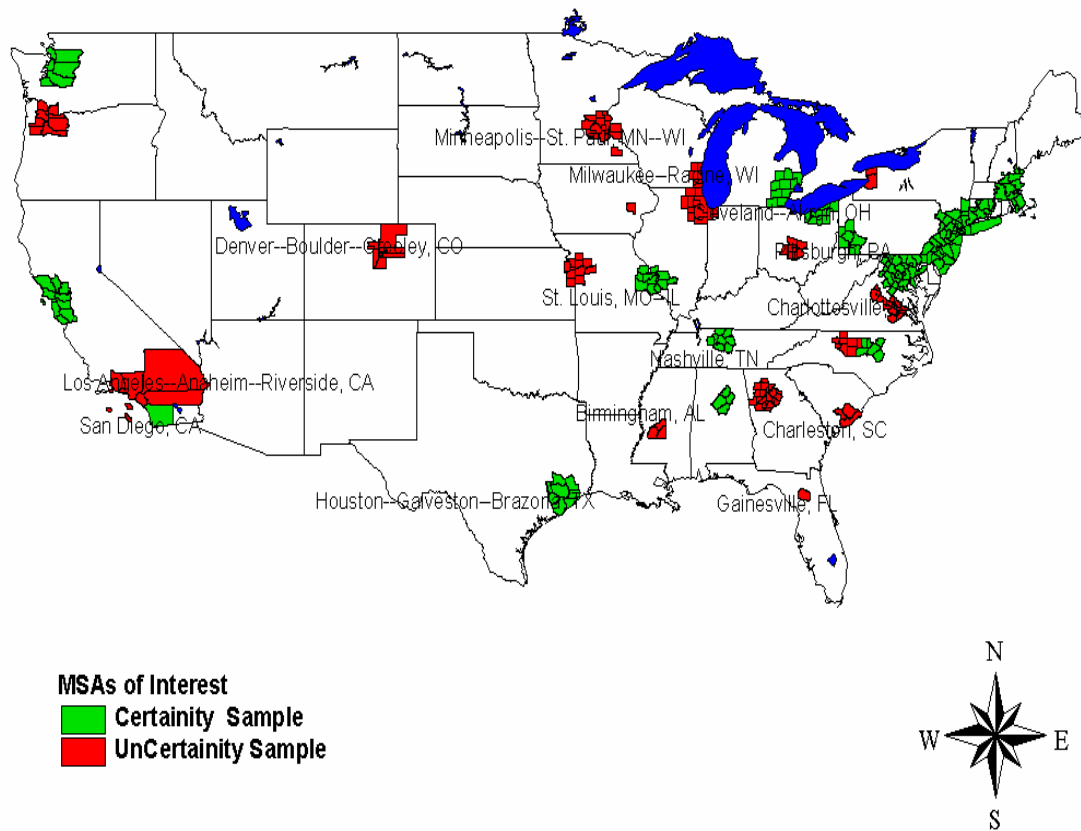 Minneapolis--St. Paul, MN--WI
Milwaukee--Racine, WI
Cleveland--Akron, OH
Denver--Boulder--Greeley, CO
Pittsburgh, PA
St. Louis, MO--IL
Charlottesville,
Nashville, TN
Los Angeles--Anaheim--Riverside, CA
Birmingham, AL
San Diego, CA
Charleston, SC
Houston--Galveston--Brazoria, TX
Gainesville, FL
MSAs of Interest
Certainity Sample
UnCertainity Sample
N
W
E
S